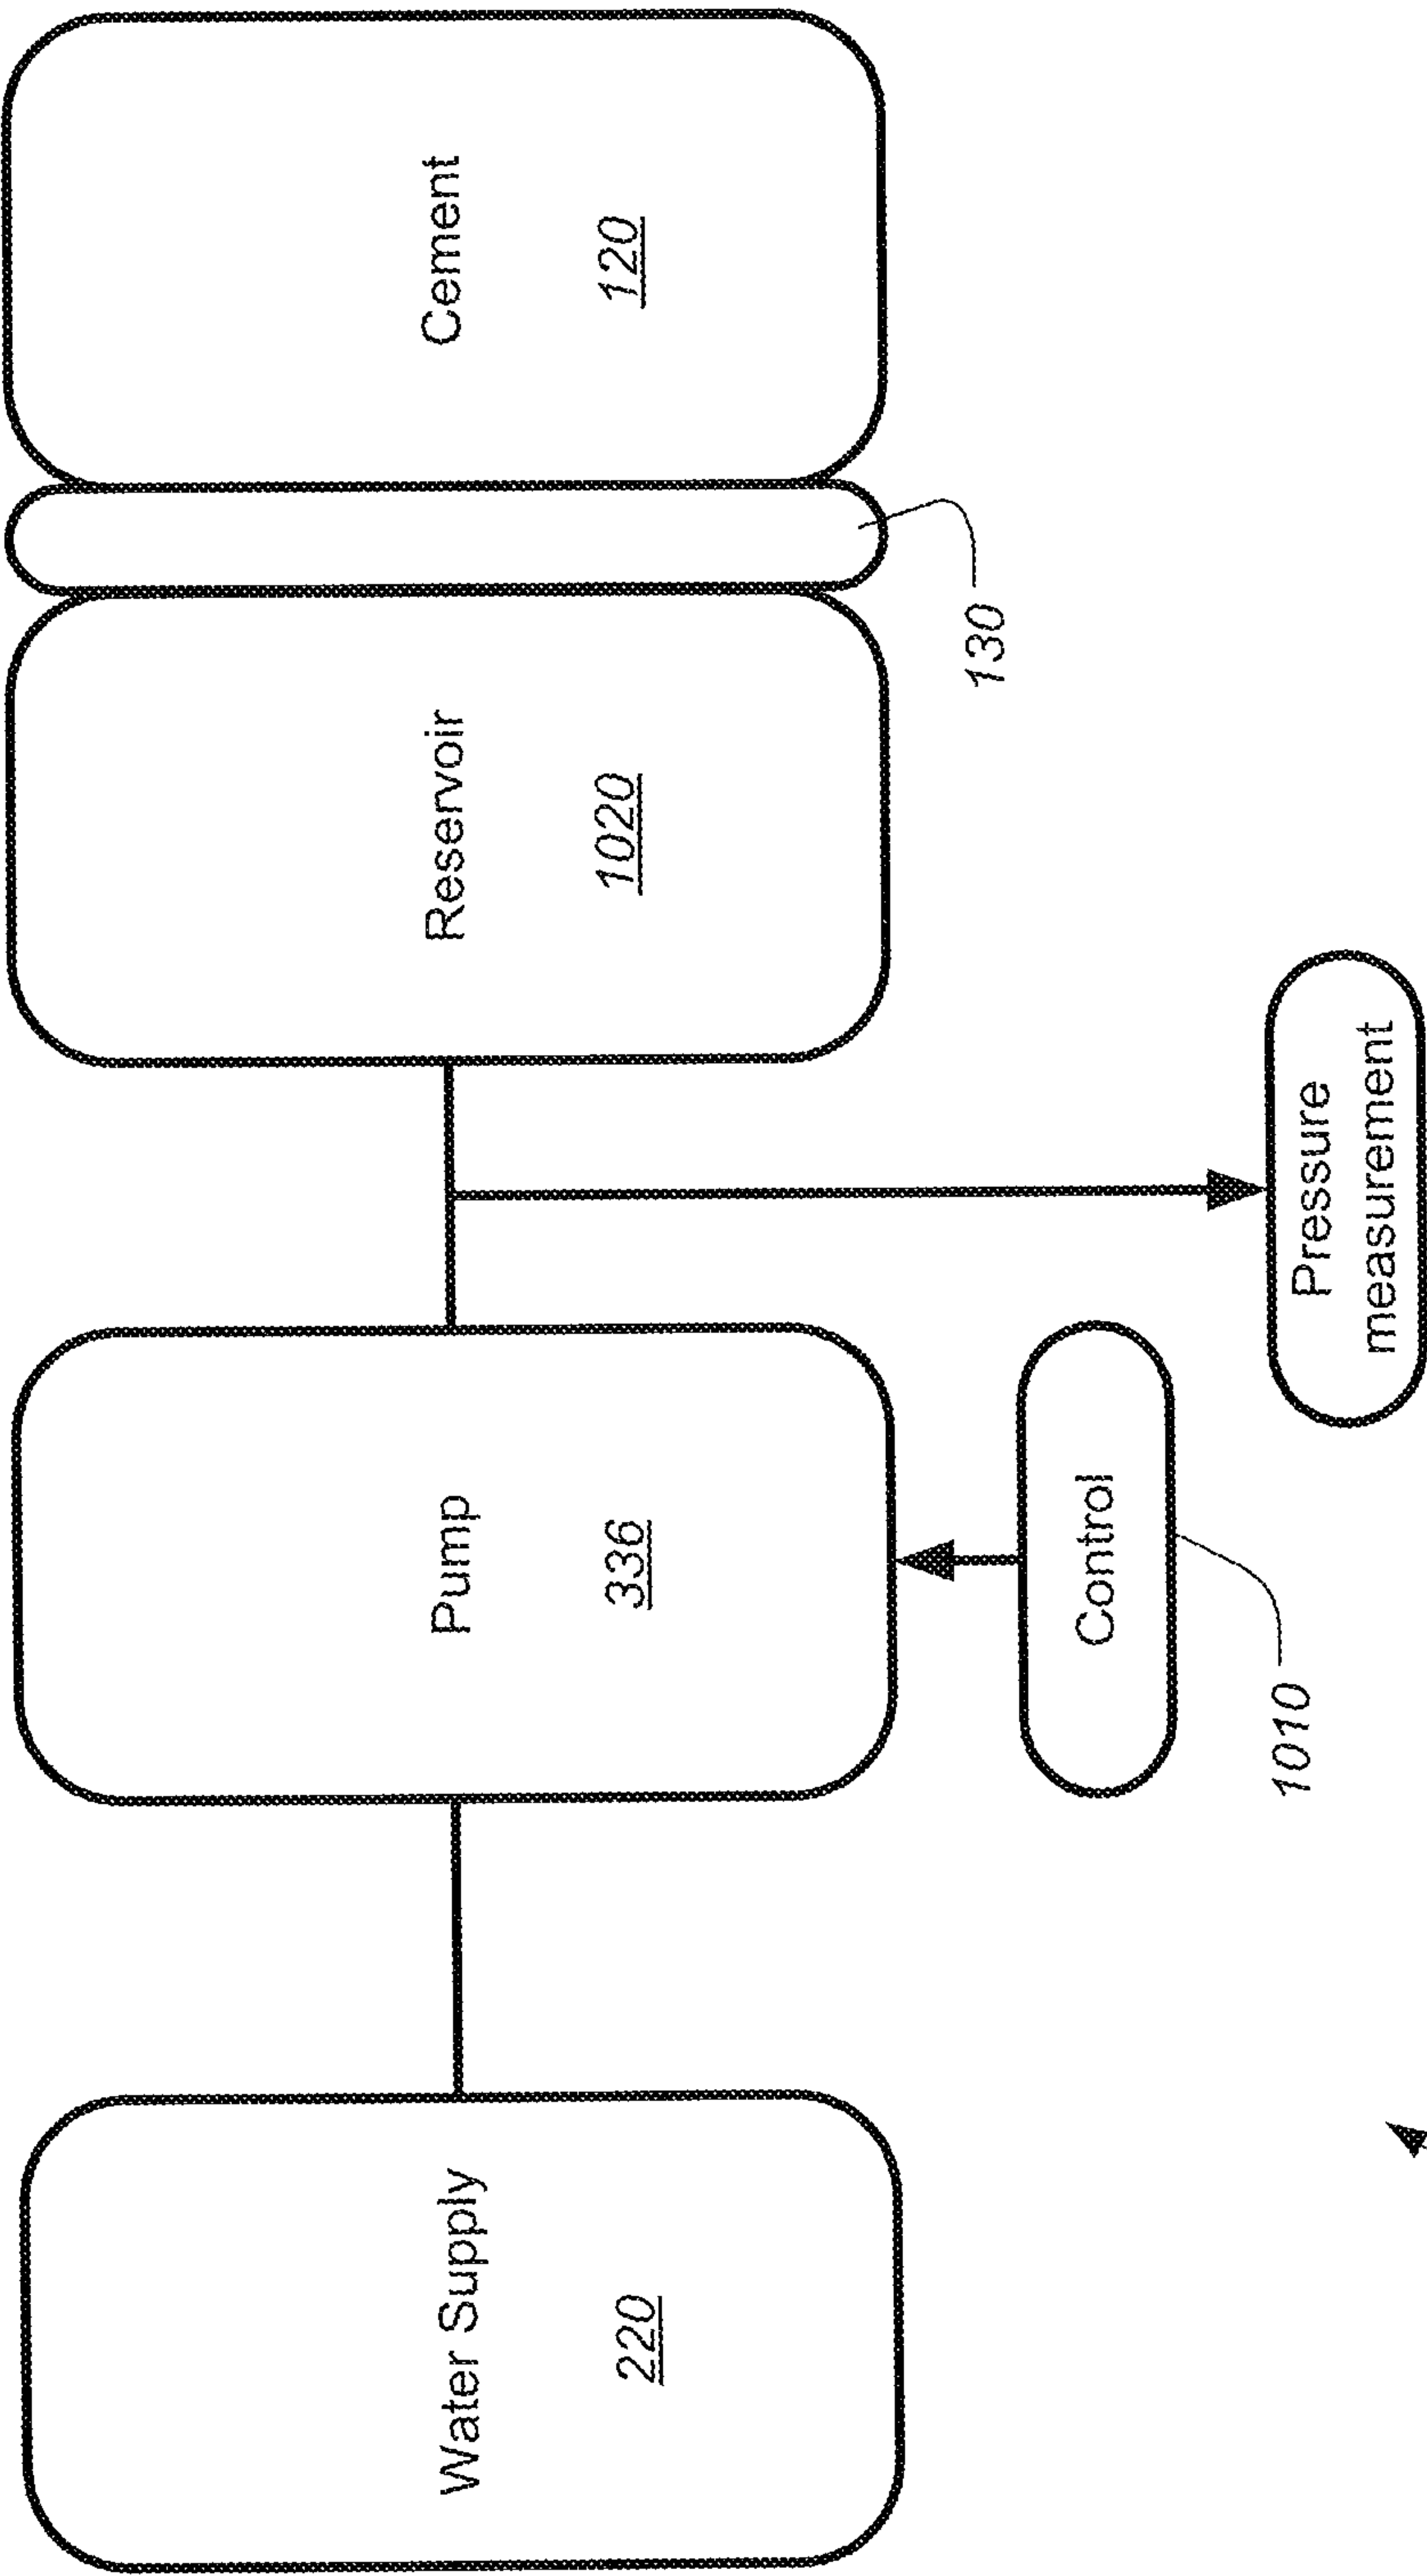 Water Supply
220
Pump
336
Reservoir
1020
Cement
120
130
Control
1010
Pressure
measurement